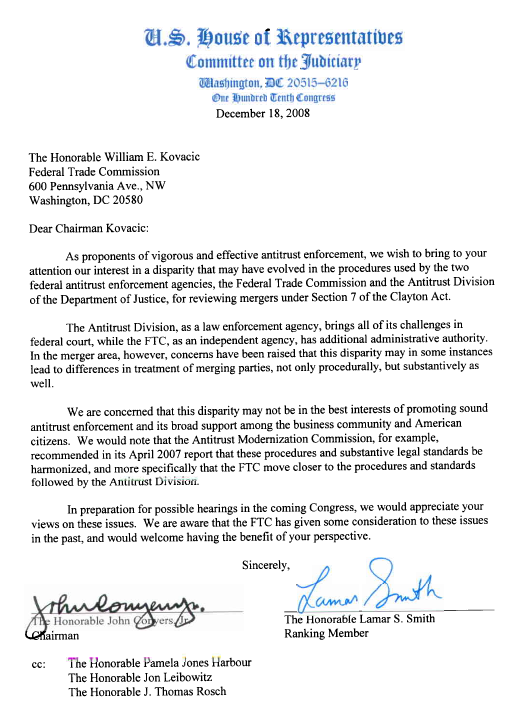 U.S. House of Representatives
Committee on the Judiciary
Washington, DC 20515–6216
One Hundred Tenth Congress
December 18, 2008
The Honorable William E. Kovacic
Federal Trade Commission
600 Pennsylvania Ave., NW
Washington, DC 20580
Dear Chairman Kovacic:
As proponents of vigorous and effective antitrust enforcement, we wish to bring to your
attention our interest in a disparity that may have evolved in the procedures used by the two
federal antitrust enforcement agencies, the Federal Trade Commission and the Antitrust Division
of the Department of Justice, for reviewing mergers under Section 7 of the Clayton Act.
The Antitrust Division, as a law enforcement agency, brings all of its challenges in
federal court, while the FTC, as an independent agency, has additional administrative authority.
In the merger area, however, concerns have been raised that this disparity may in some instances
lead to differences in treatment of merging parties, not only procedurally, but substantively as
well.
We are concerned that this disparity may not be in the best interests of promoting sound
antitrust enforcement and its broad support among the business community and American
citizens. We would note that the Antitrust Modernization Commission, for example,
recommended in its April 2007 report that these procedures and substantive legal standards be
harmonized, and more specifically that the FTC move closer to the procedures and standards
followed by the Antitrust Division.
In preparation for possible hearings in the coming Congress, we would appreciate your
views on these issues. We are aware that the FTC has given some consideration to these issues
in the past, and would welcome having the benefit of your perspective.
Sincerely,
John Conyers, Jr. Lamar Smith
The Honorable John Conyers, Jr. The Honorable Lamar S. Smith
Chairman Ranking Member
cc: The Honorable Pamela Jones Harbour
The Honorable Jon Leibowitz
The Honorable J. Thomas Rosch